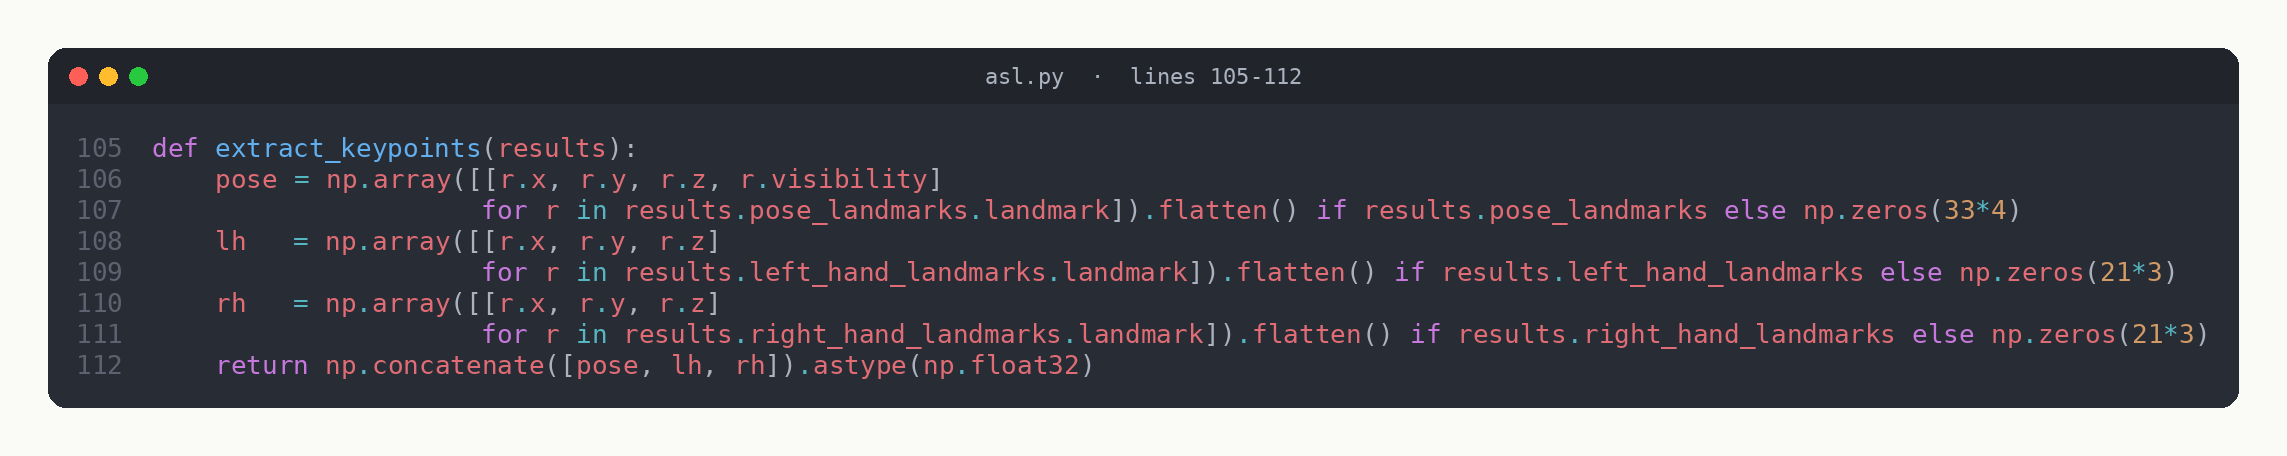 asl.py · lines 105-112
105 def extract_keypoints(results):
106     pose = np.array([[r.x, r.y, r.z, r.visibility]
107                      for r in results.pose_landmarks.landmark]).flatten() if results.pose_landmarks else np.zeros(33*4)
108     lh   = np.array([[r.x, r.y, r.z]
109                      for r in results.left_hand_landmarks.landmark]).flatten() if results.left_hand_landmarks else np.zeros(21*3)
110     rh   = np.array([[r.x, r.y, r.z]
111                      for r in results.right_hand_landmarks.landmark]).flatten() if results.right_hand_landmarks else np.zeros(21*3)
112     return np.concatenate([pose, lh, rh]).astype(np.float32)